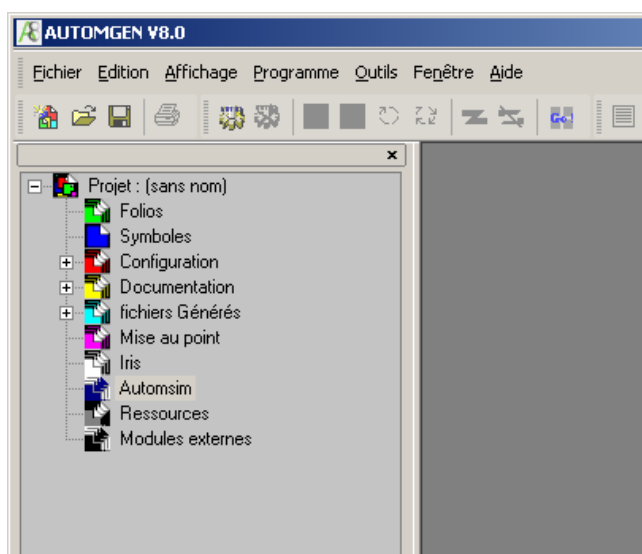 AUTOMGEN V8.0
Fichier Edition Affichage Programme Outils Fenêtre Aide
Go!
Projet : (sans nom)
Folios
Symboles
Configuration
Documentation
fichiers Générés
Mise au point
Iris
Automsim
Ressources
Modules externes